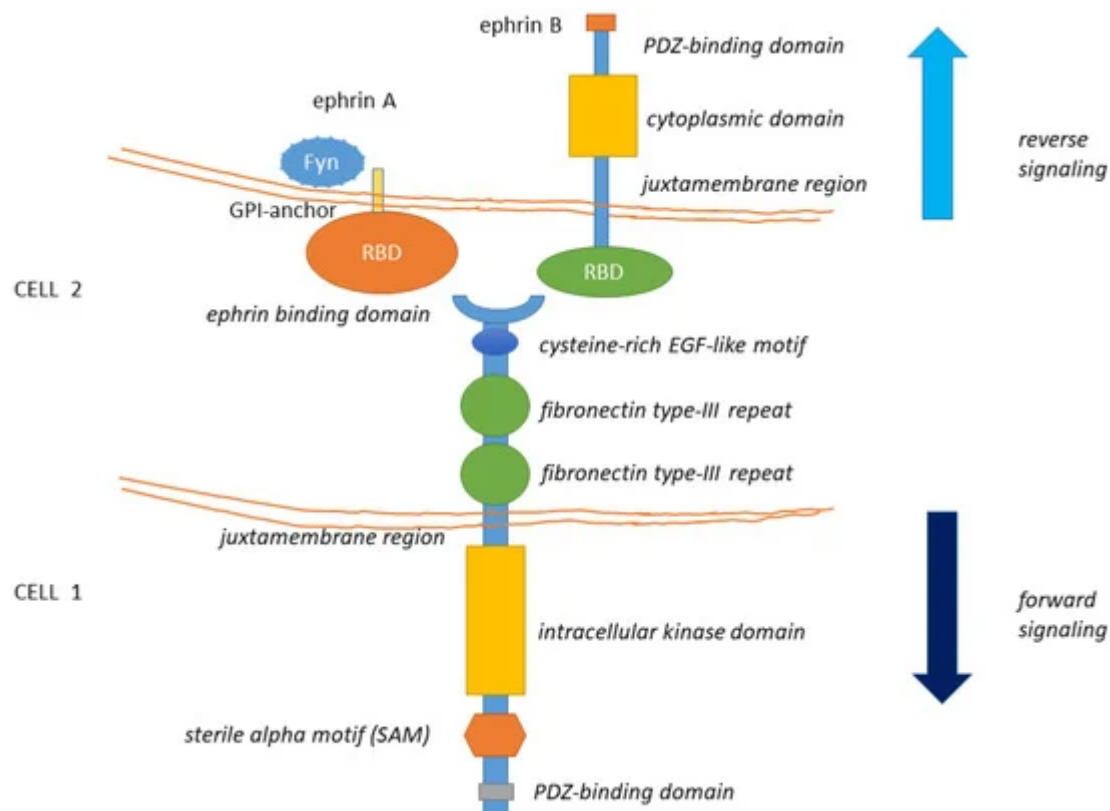 ephrin B
PDZ-binding domain
ephrin A
cytoplasmic domain
reverse
signaling
Fyn
juxtamembrane region
GPI-anchor
RBD
RBD
CELL 2
ephrin binding domain
cysteine-rich EGF-like motif
fibronectin type-III repeat
fibronectin type-III repeat
juxtamembrane region
CELL 1
forward
signaling
intracellular kinase domain
sterile alpha motif (SAM)
PDZ-binding domain